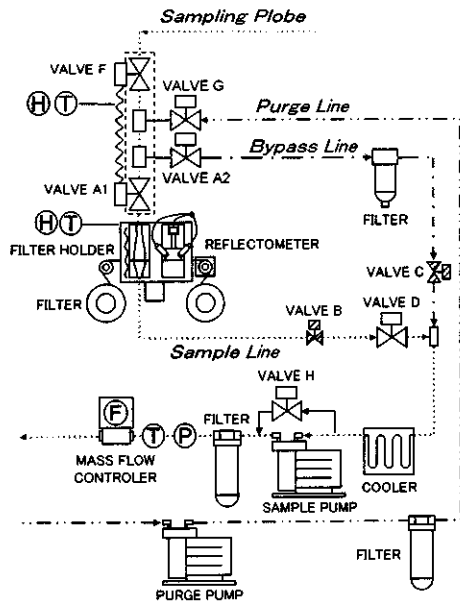 Sampling Plobe
VALVE F
VALVE G
H T
Purge Line
Bypass Line
VALVE A1
VALVE A2
FILTER
H T
FILTER HOLDER
REFLECTOMETER
VALVE C
FILTER
VALVE B
VALVE D
Sample Line
VALVE H
F
T P
FILTER
MASS FLOW
CONTROLER
SAMPLE PUMP
COOLER
FILTER
PURGE PUMP